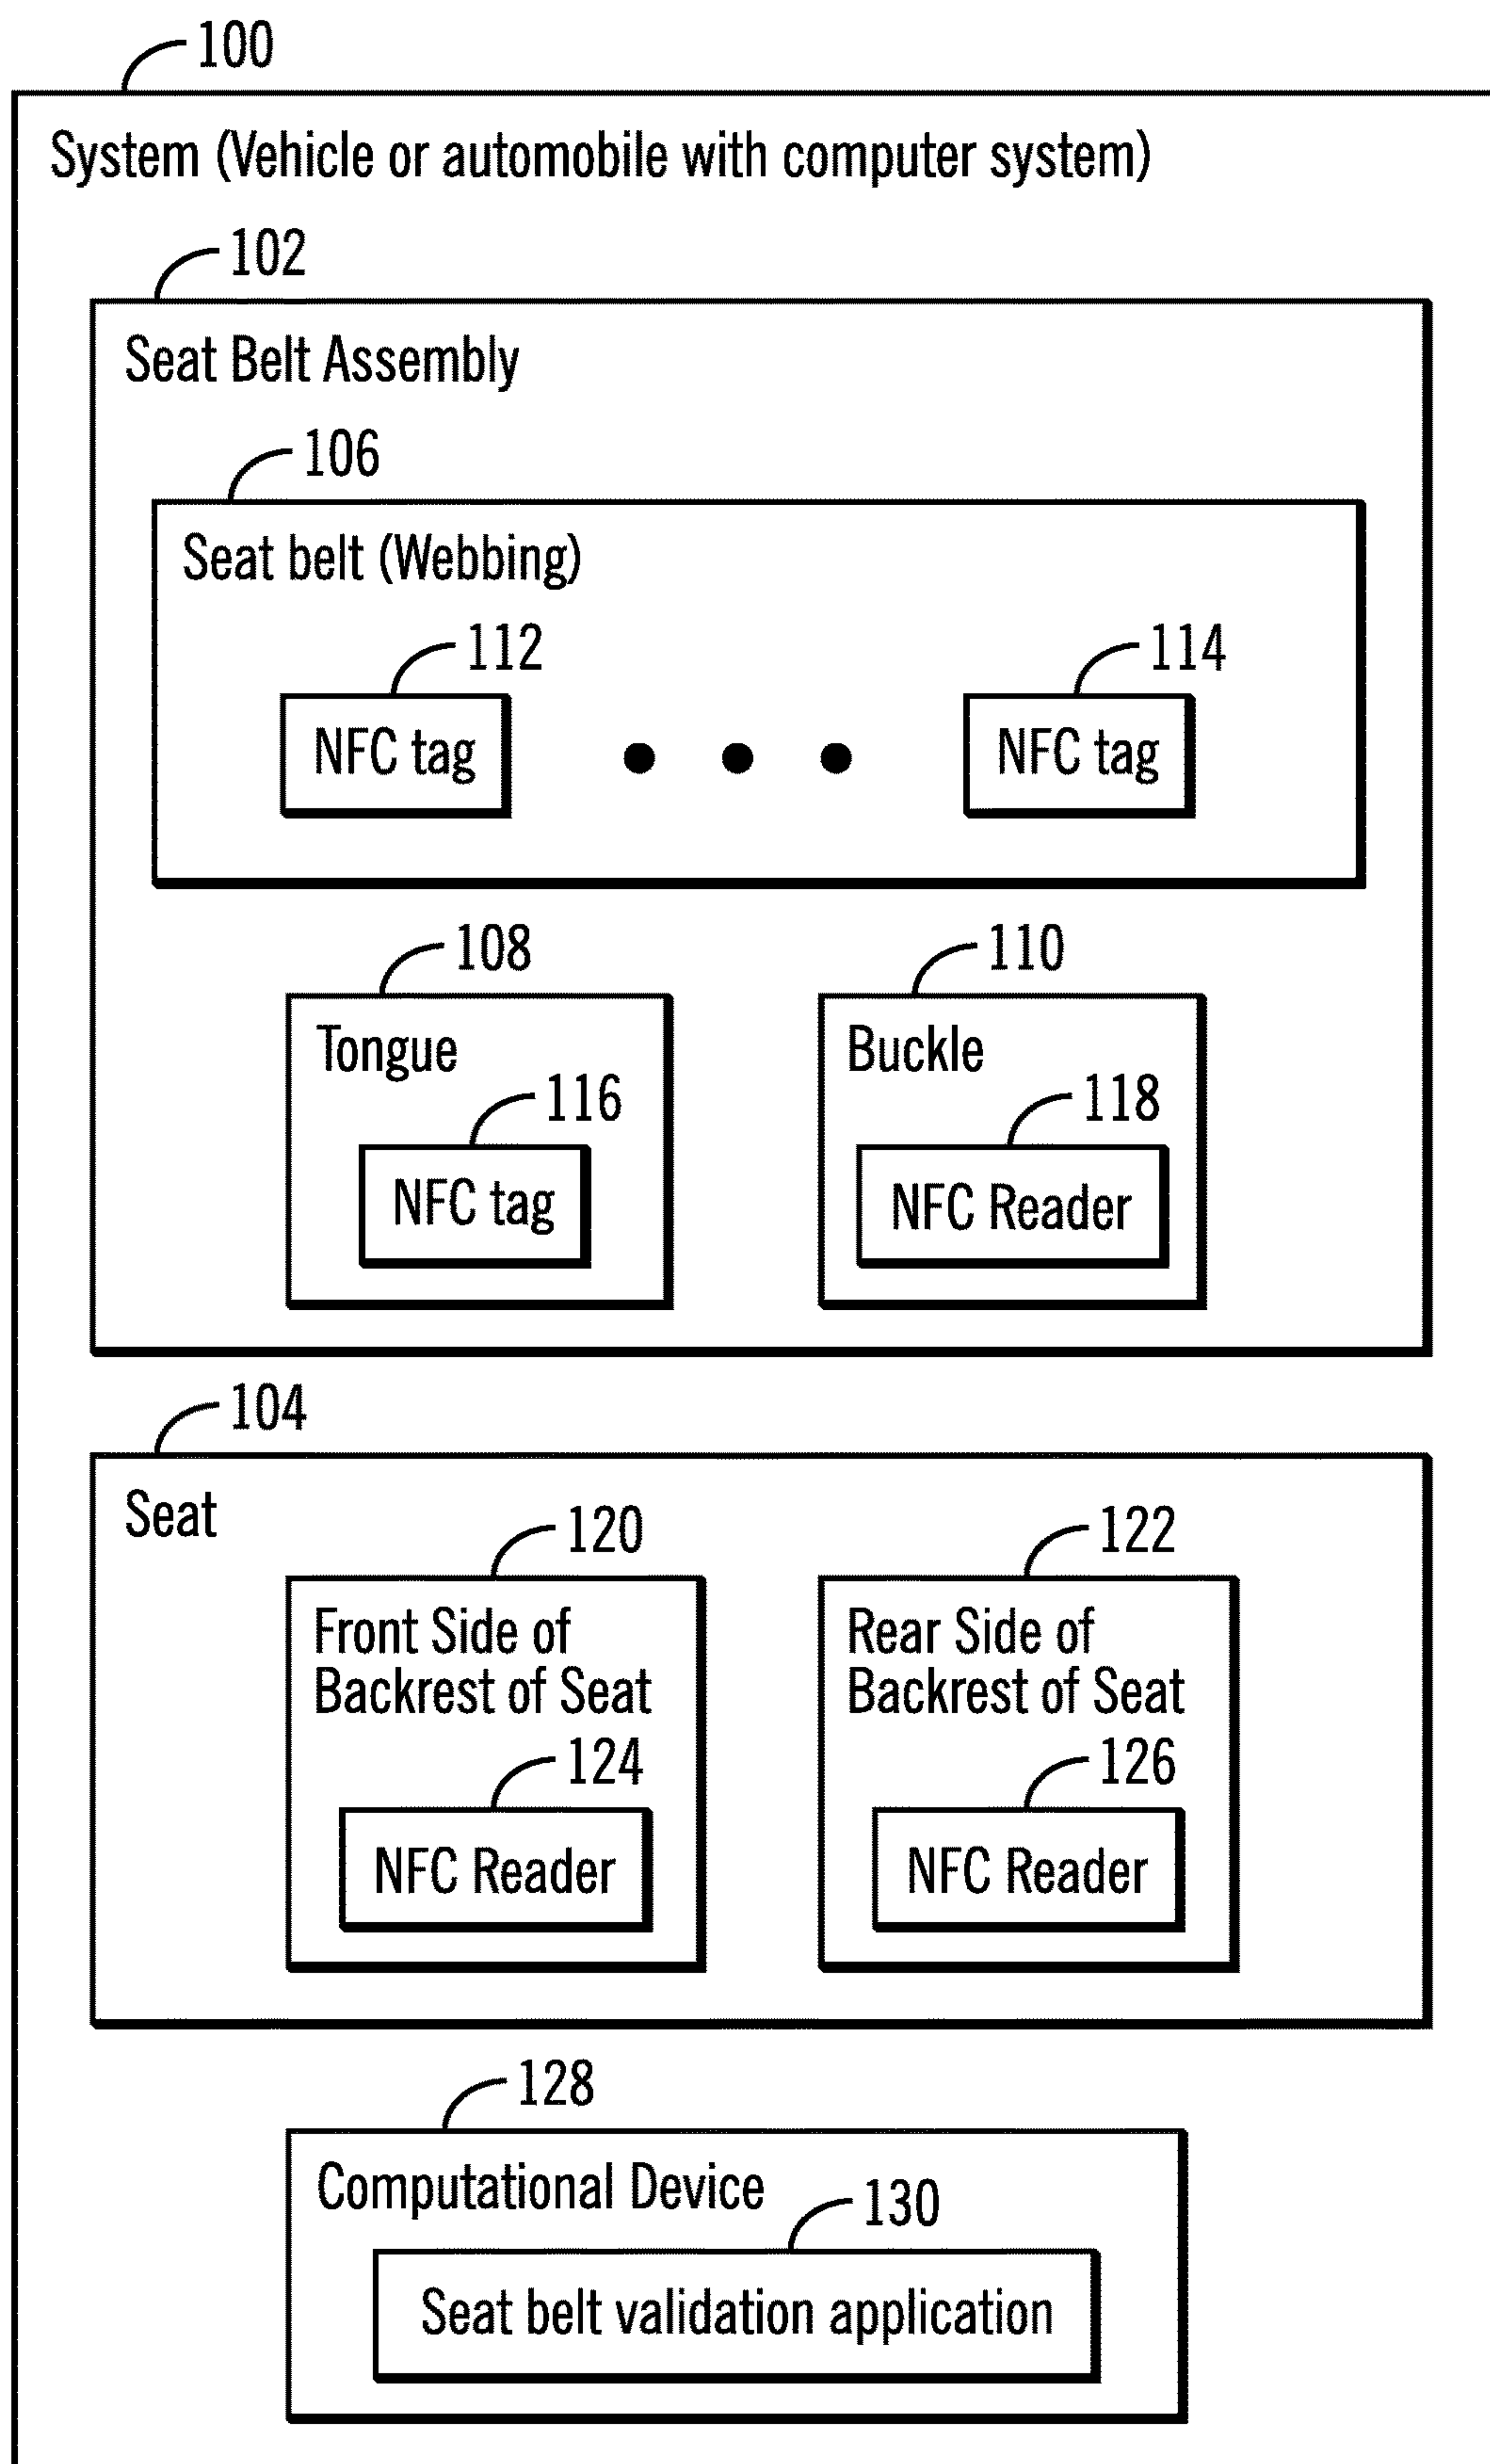 100
System (Vehicle or automobile with computer system)
102
Seat Belt Assembly
106
Seat belt (Webbing)
112
114
NFC tag
NFC tag
108
110
Tongue
Buckle
116
118
NFC tag
NFC Reader
104
Seat
120
122
Front Side of
Backrest of Seat
Rear Side of
Backrest of Seat
124
126
NFC Reader
NFC Reader
128
Computational Device
130
Seat belt validation application